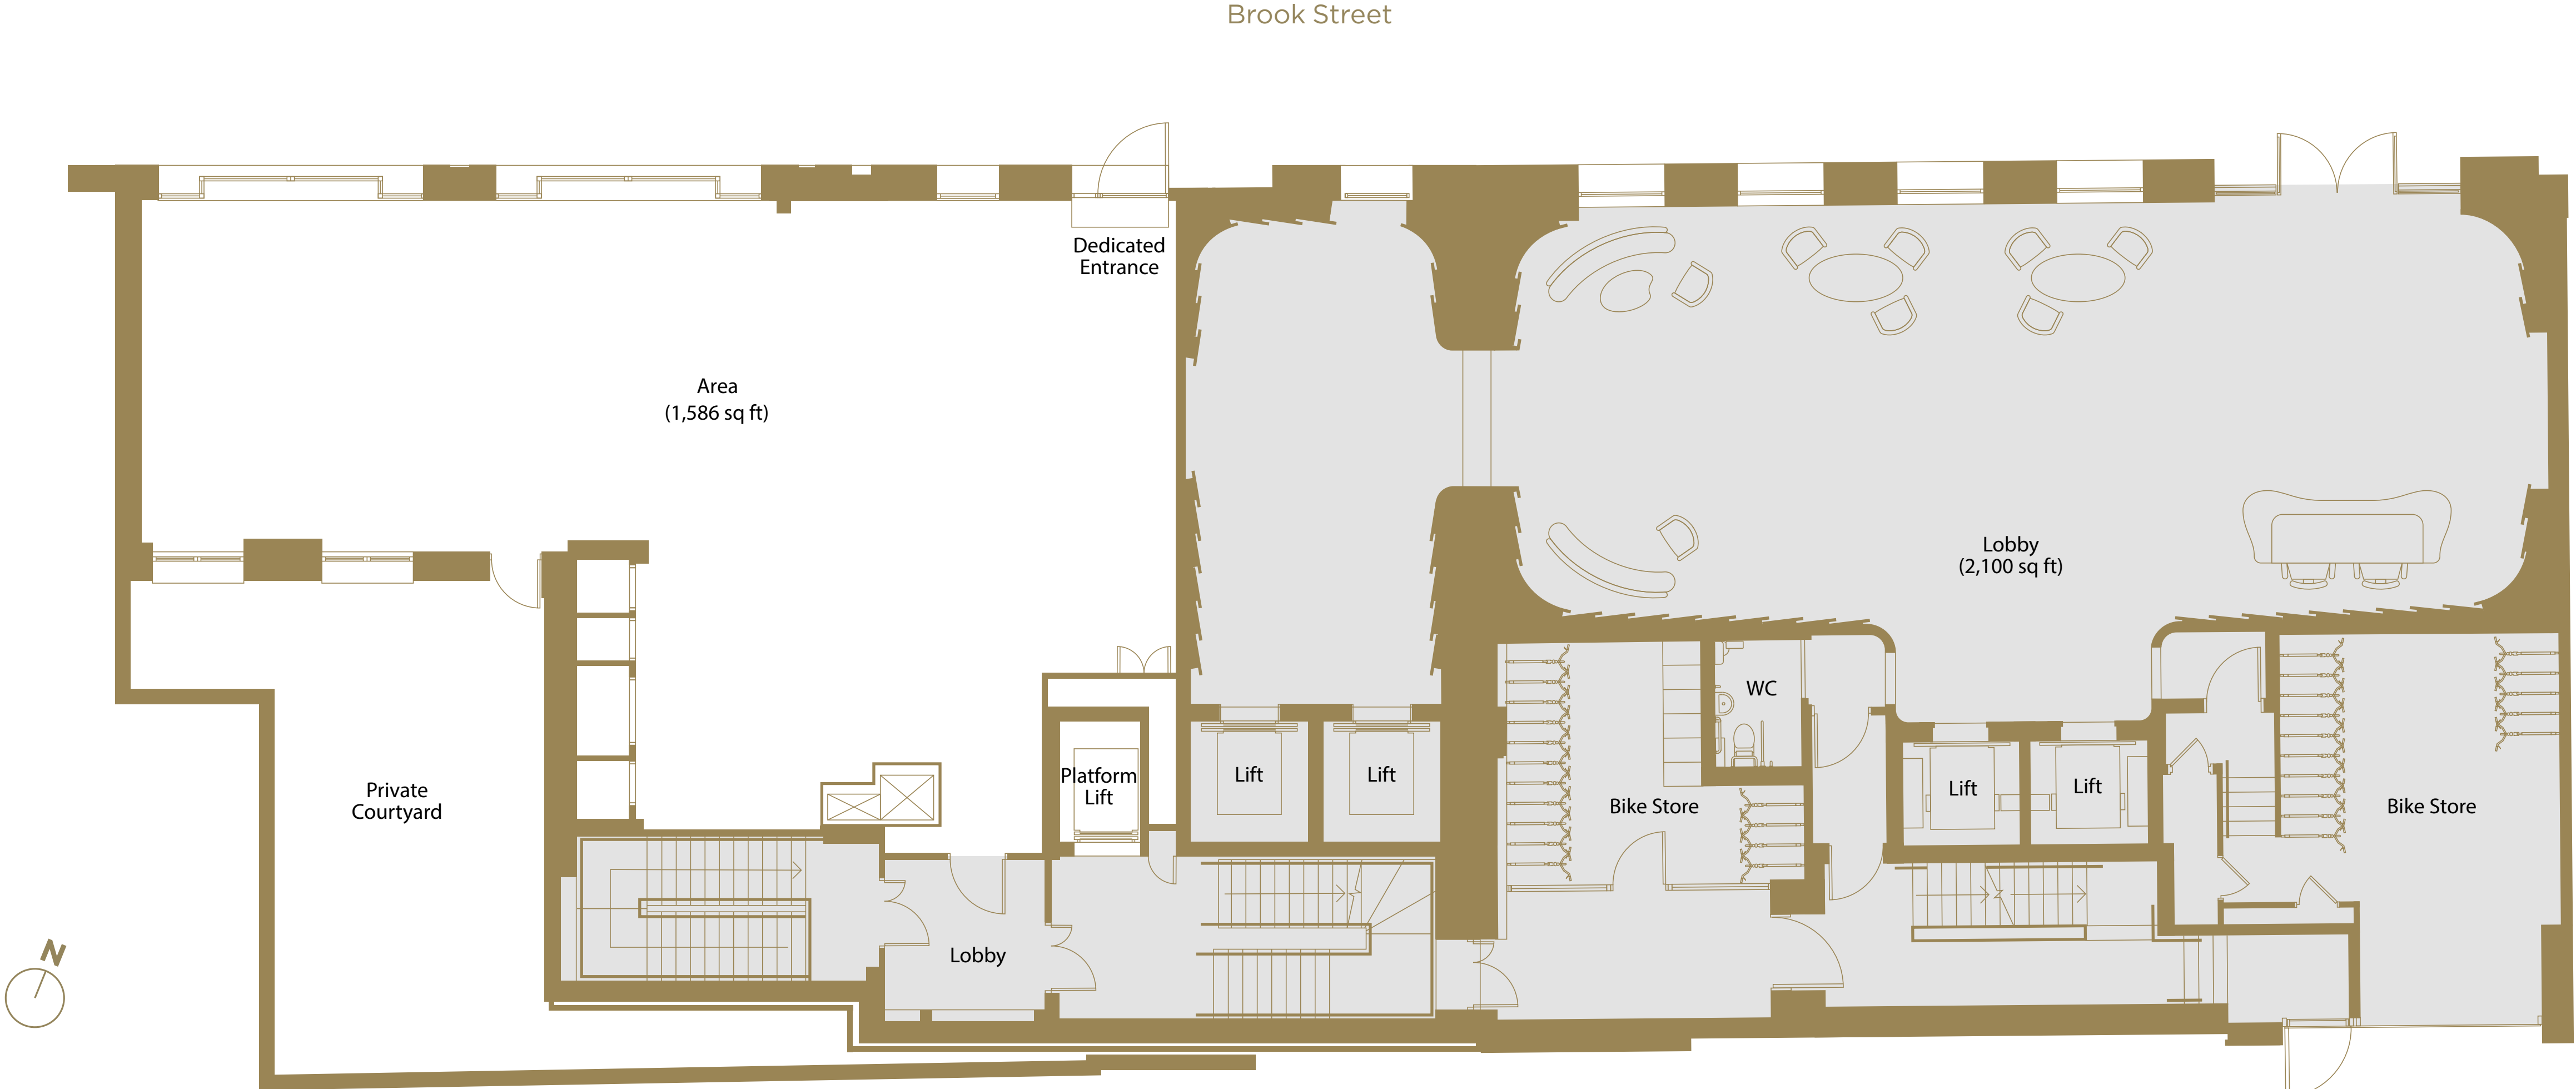 Brook Street
Dedicated
Entrance
Area
(1,586 sq ft)
Lobby
(2,100 sq ft)
WC
Private
Courtyard
Platform
Lift
Lift
Lift
Bike Store
Lift
Lift
Bike Store
Lobby
N